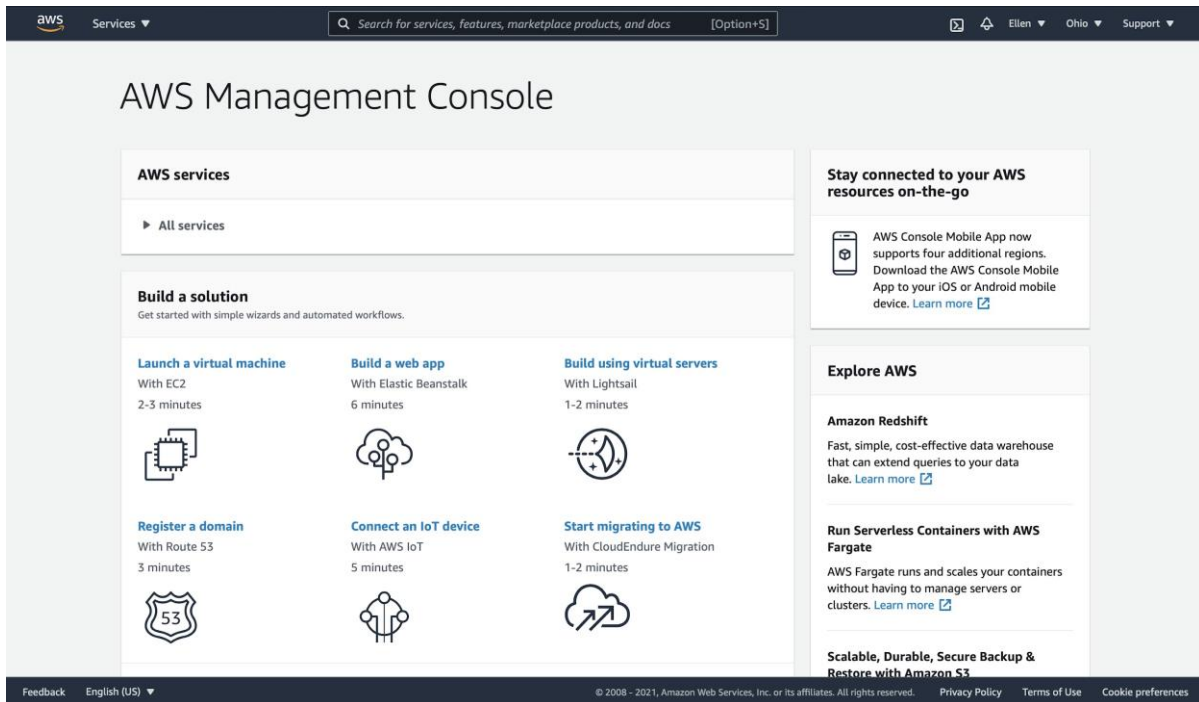 aws
Services ▼
Search for services, features, marketplace products, and docs
[Option+S]
Ellen ▼
Ohio ▼
Support ▼
AWS Management Console
AWS services
▶ All services
Build a solution
Get started with simple wizards and automated workflows.
Launch a virtual machine
With EC2
2-3 minutes
Build a web app
With Elastic Beanstalk
6 minutes
Build using virtual servers
With Lightsail
1-2 minutes
Register a domain
With Route 53
3 minutes
53
Connect an IoT device
With AWS IoT
5 minutes
Start migrating to AWS
With CloudEndure Migration
1-2 minutes
Stay connected to your AWS
resources on-the-go
AWS Console Mobile App now
supports four additional regions.
Download the AWS Console Mobile
App to your iOS or Android mobile
device. Learn more
Explore AWS
Amazon Redshift
Fast, simple, cost-effective data warehouse
that can extend queries to your data
lake. Learn more
Run Serverless Containers with AWS
Fargate
AWS Fargate runs and scales your containers
without having to manage servers or
clusters. Learn more
Scalable, Durable, Secure Backup &
Restore with Amazon S3
Feedback
English (US) ▼
© 2008 - 2021, Amazon Web Services, Inc. or its affiliates. All rights reserved.
Privacy Policy
Terms of Use
Cookie preferences